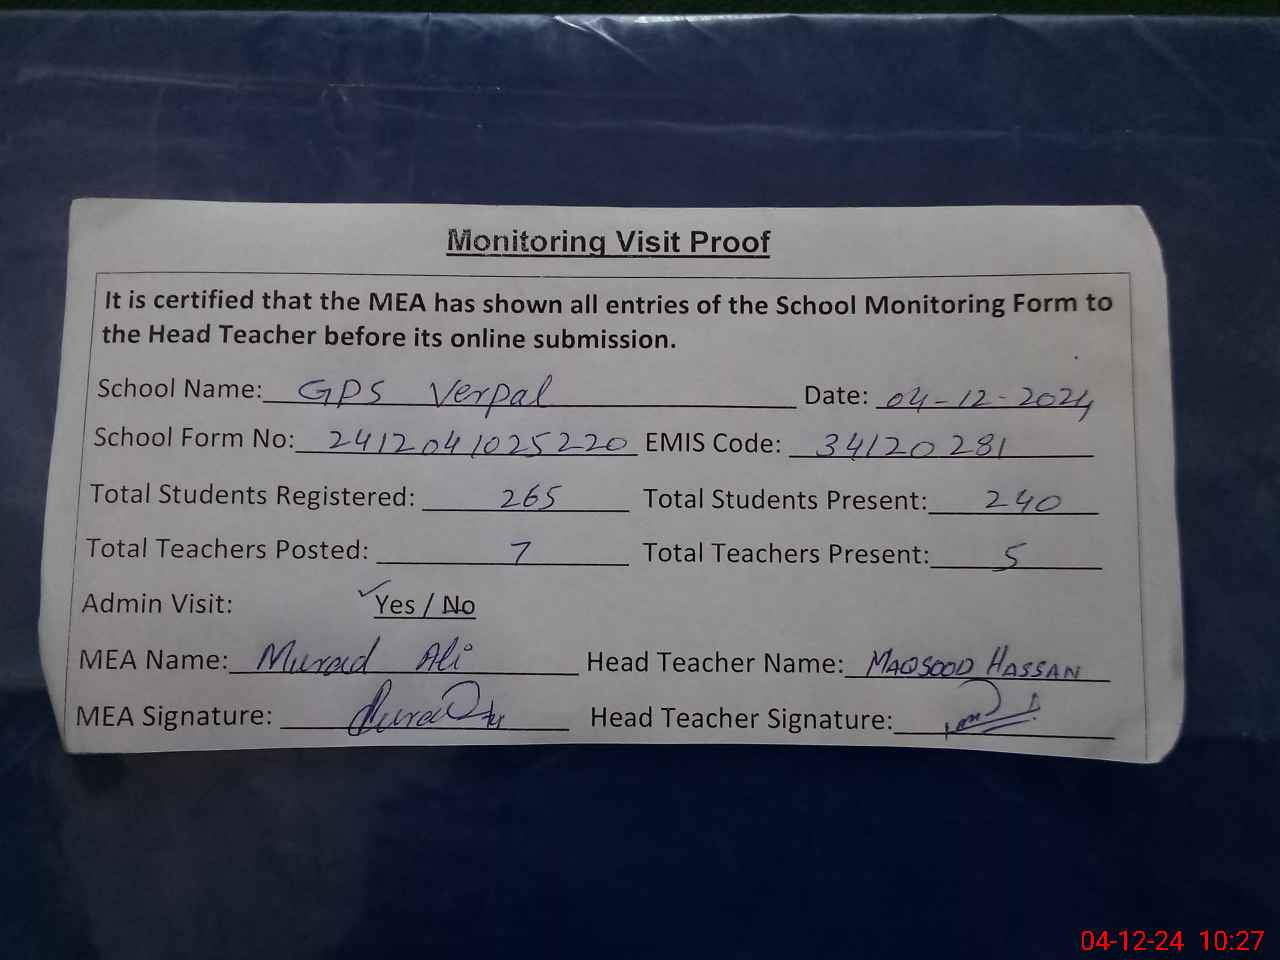 Monitoring Visit Proof
It is certified that the MEA has shown all entries of the School Monitoring Form to
the Head Teacher before its online submission.
School Name: GPS Verpal Date: 04-12-2024
School Form No: 2412041025220 EMIS Code: 34120281
Total Students Registered: 265 Total Students Present: 240
Total Teachers Posted: 7 Total Teachers Present: 5
Admin Visit: Yes / No
MEA Name: Murad Ali Head Teacher Name: MAQSOOD HASSAN
MEA Signature: Head Teacher Signature:
04-12-24 10:27